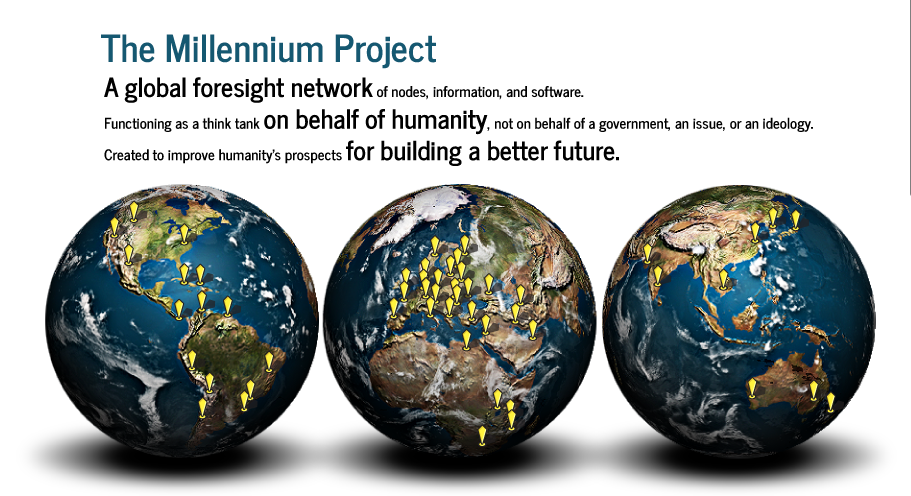 The Millennium Project
A global foresight network of nodes, information, and software.
Functioning as a think tank on behalf of humanity, not on behalf of a government, an issue, or an ideology.
Created to improve humanity's prospects for building a better future.